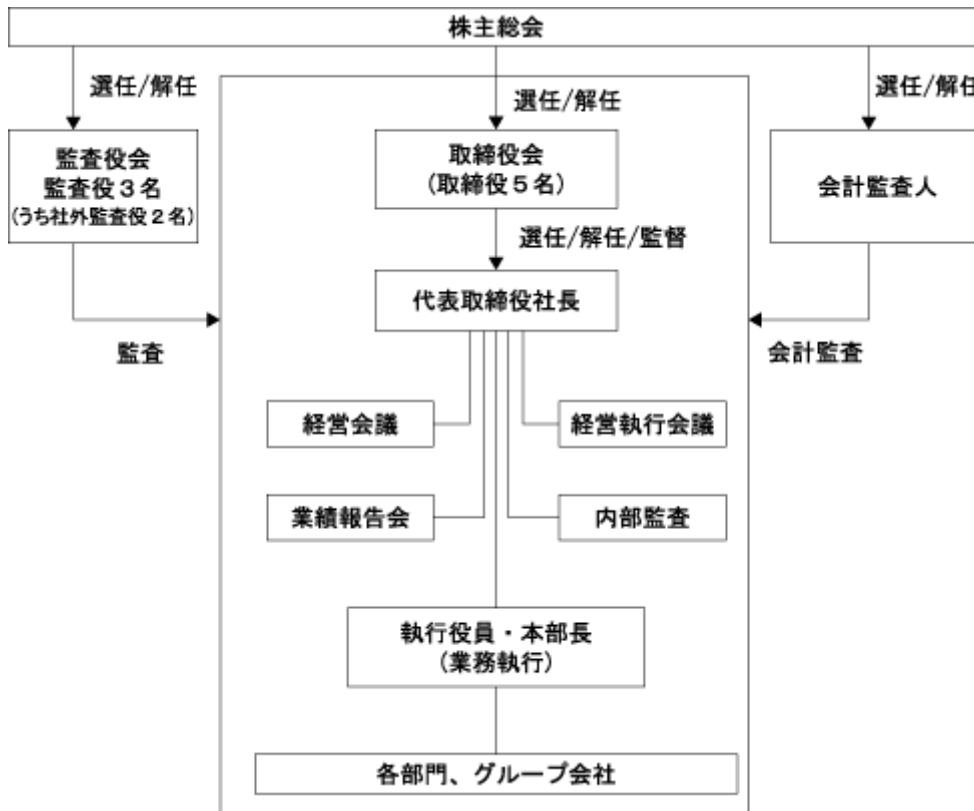 株主総会
選任/解任
選任/解任
選任/解任
監査役会
監査役３名
(うち社外監査役２名)
取締役会
(取締役５名)
会計監査人
選任/解任/監督
代表取締役社長
監査
会計監査
経営会議
経営執行会議
業績報告会
内部監査
執行役員・本部長
(業務執行)
各部門、グループ会社